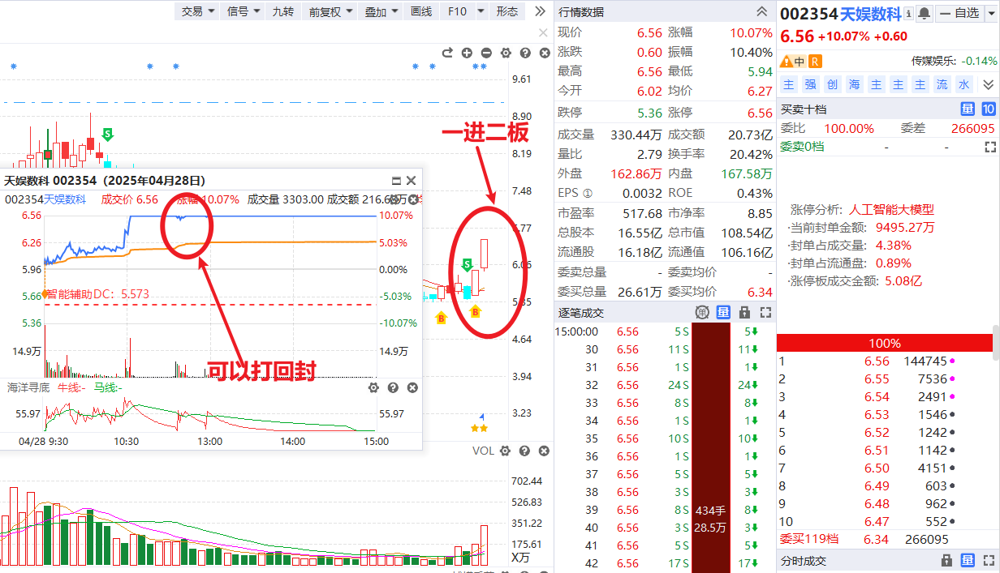 交易 信号 九转 前复权 叠加 画线 F10 形态
9.61
8.90
8.19
7.48
6.77
6.06
5.35
4.64
3.94
3.23
S
S
B
B
一进二板
天娱数科 002354（2025年04月28日）
002354天娱数科 成交价 6.56 涨幅 10.07% 成交量 3303.00 成交额 216.68万
6.56 10.07%
6.26 5.03%
5.96 0.00%
智能辅助DC：5.573
5.66 -5.03%
5.36 -10.07%
14.9万 14.9万
可以打回封
海洋寻底 牛线:- 马线:-
55.97 55.97
04/28 9:30 10:30 13:00 14:00 15:00
VOL
702.44
526.83
351.22
175.61
X万
行情数据
现价 6.56 涨幅 10.07%
涨跌 0.60 振幅 10.40%
最高 6.56 最低 5.94
今开 6.02 均价 6.27
跌停 5.36 涨停 6.56
成交量 330.44万 成交额 20.73亿
量比 2.79 换手率 20.42%
外盘 162.86万 内盘 167.58万
EPS ① 0.0032 ROE 0.43%
市盈率 517.68 市净率 8.85
总股本 16.55亿 总市值 108.54亿
流通股 16.18亿 流通值 106.16亿
委卖总量 - 委卖均价 -
委买总量 26.61万 委买均价 6.34
逐笔成交 单 量
15:00:00 6.56 5 S 5
30 6.56 11 S 11
31 6.56 1 S 1
32 6.56 24 S 24
33 6.56 8 S 8
34 6.56 1 S 1
35 6.56 10 S 10
36 6.56 1 S 1
37 6.56 5 S 5
38 6.56 3 S 3
39 6.56 8 S 434手 8
40 6.56 3 S 28.5万 3
41 6.56 5 S 5
42 6.56 17 S 17
002354 天娱数科 自选
6.56 +10.07% +0.60
中 R 传媒娱乐: -0.14%
主 强 创 海 主 主 主 流 水
买卖十档 量 10
委比 100.00% 委差 266095
委卖0档 - -
涨停分析: 人工智能大模型
·当前封单金额: 9495.27万
·封单占成交量: 4.38%
·封单占流通盘: 0.89%
·涨停板成交金额: 5.08亿
100%
1 6.56 144745
2 6.55 7536
3 6.54 2491
4 6.53 1546
5 6.52 1242
6 6.51 1142
7 6.50 4151
8 6.49 603
9 6.48 962
10 6.47 552
委买119档 6.34 266095
分时成交 量